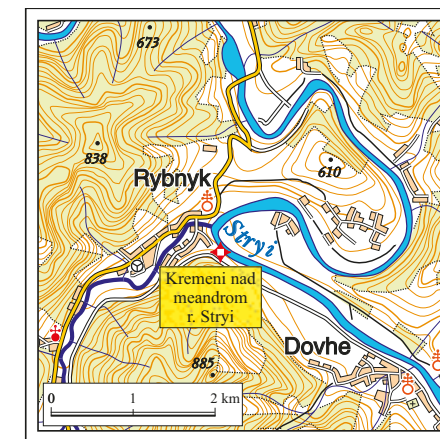 673
838
Rybnyk
610
Stryi
Kremeni nad
meandrom
r. Stryi
Dovhe
885
0 1 2 km